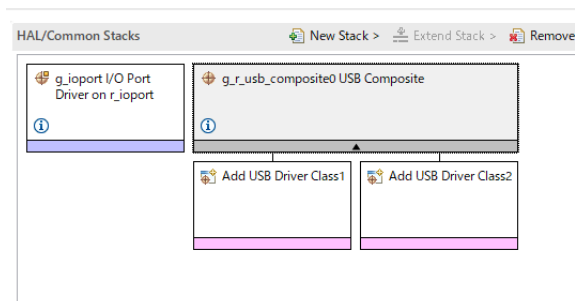 HAL/Common Stacks
New Stack >
Extend Stack >
Remove
g_ioport I/O Port
Driver on r_ioport
g_r_usb_composite0 USB Composite
Add USB Driver Class1
Add USB Driver Class2